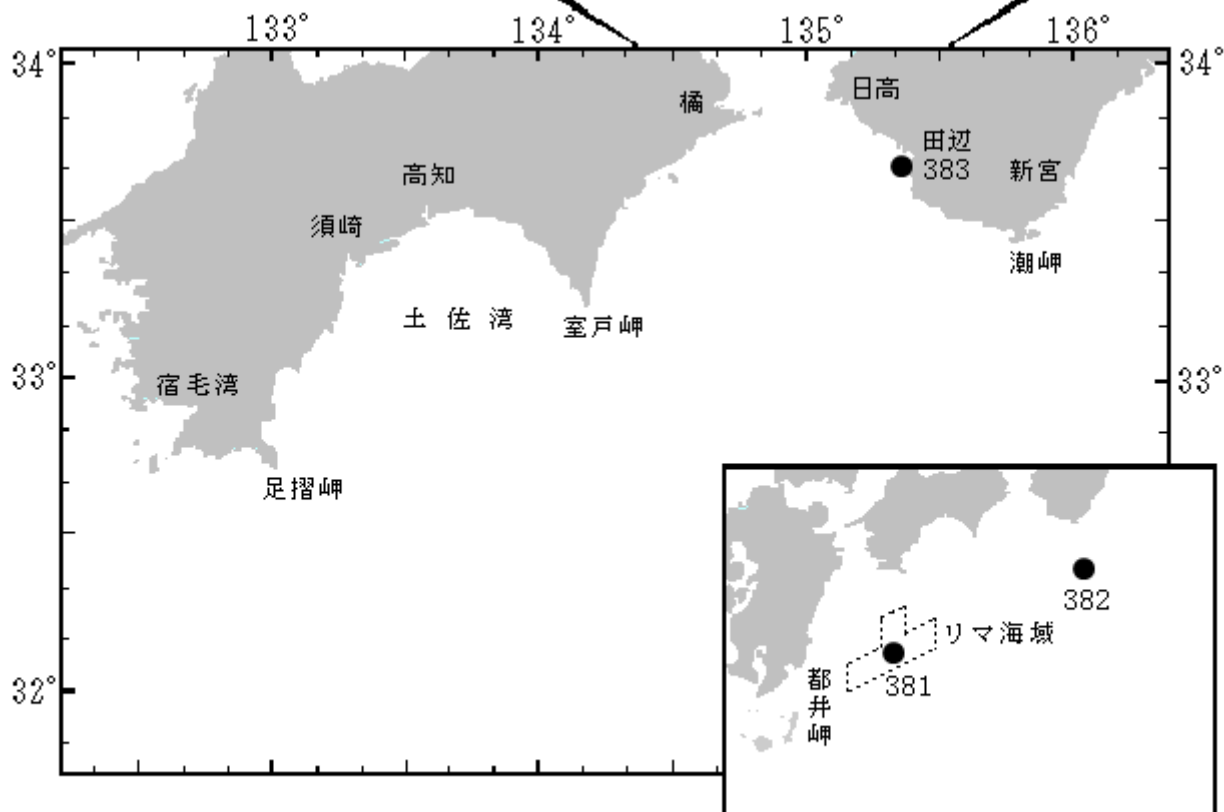 133° 134° 135° 136°
34° 34°
日高
橘
田辺
383
高知
新宮
須崎
潮岬
土佐湾
室戸岬
33° 33°
宿毛湾
足摺岬
382
リマ海域
381
都井岬
32°